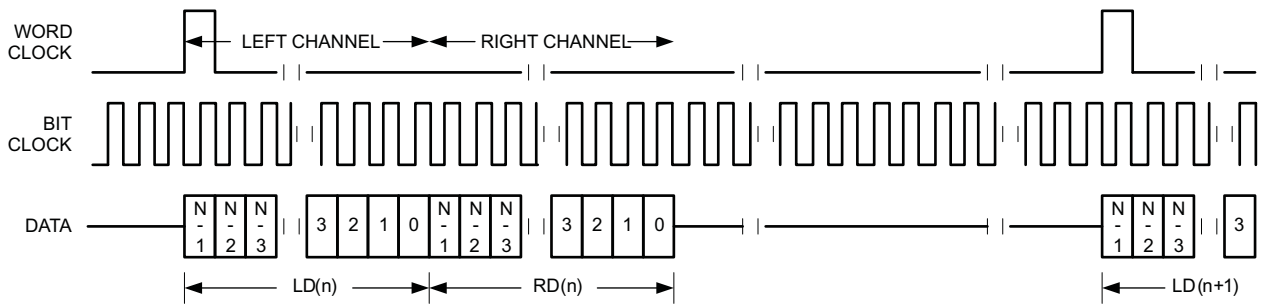 WORD
CLOCK
LEFT CHANNEL
RIGHT CHANNEL
BIT
CLOCK
DATA
N-1 N-2 N-3 3 2 1 0 N-1 N-2 N-3 3 2 1 0 N-1 N-2 N-3 3
LD(n) RD(n) LD(n+1)